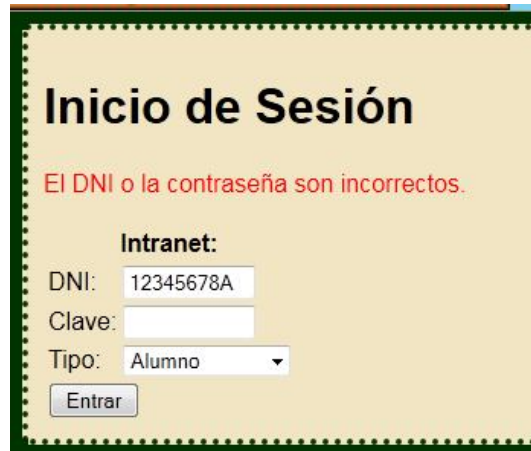 Inicio de Sesión
El DNI o la contraseña son incorrectos.
Intranet:
DNI: 12345678A
Clave:
Tipo: Alumno
Entrar